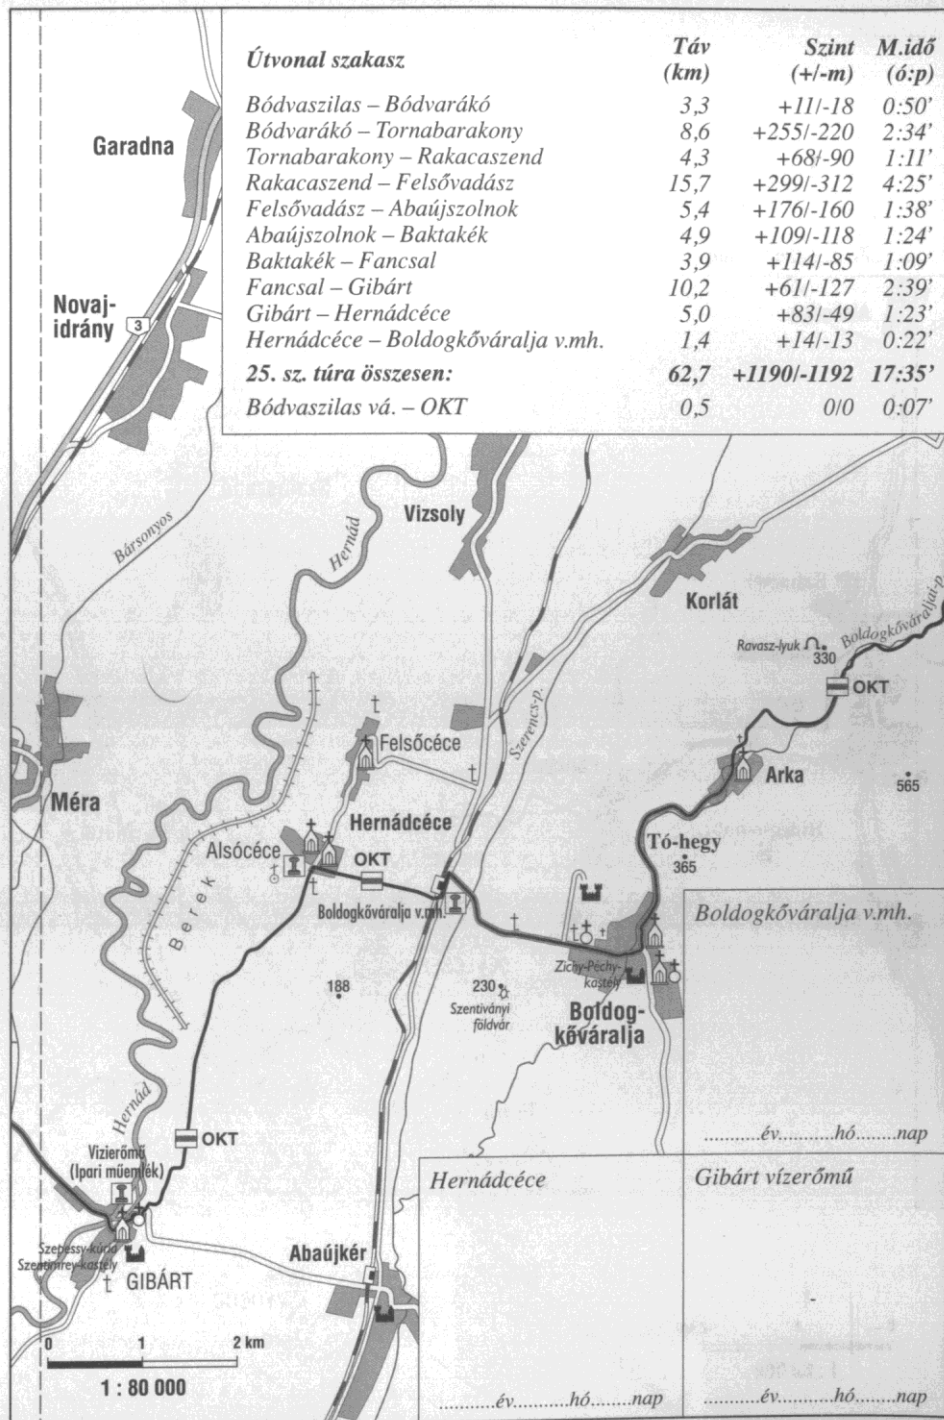 Útvonal szakasz Táv (km) Szint (+/-m) M.idő (ó:p)
Bódvaszilas – Bódvarákó 3,3 +11/-18 0:50'
Bódvarákó – Tornabarakony 8,6 +255/-220 2:34'
Tornabarakony – Rakacaszend 4,3 +68/-90 1:11'
Rakacaszend – Felsővadász 15,7 +299/-312 4:25'
Felsővadász – Abaújszolnok 5,4 +176/-160 1:38'
Abaújszolnok – Baktakék 4,9 +109/-118 1:24'
Baktakék – Fancsal 3,9 +114/-85 1:09'
Fancsal – Gibárt 10,2 +61/-127 2:39'
Gibárt – Hernádcéce 5,0 +83/-49 1:23'
Hernádcéce – Boldogkőváralja v.mh. 1,4 +14/-13 0:22'
25. sz. túra összesen: 62,7 +1190/-1192 17:35'
Bódvaszilas vá. – OKT 0,5 0/0 0:07'
Garadna
Novaj-
idrány
3
Bársonyos
Hernád
Vizsoly
Korlát
Ravasz-lyuk
330
Boldogkőváraljai-p.
OKT
Szerencs-p.
Felsőcéce
Arka
565
Méra
Hernádcéce
Tó-hegy
365
Alsócéce
OKT
Berek
Boldogkőváralja v.mh.
188
230
Szentiványi
földvár
Zichy-Péchy-
kastély
Boldog-
kőváralja
Hernád
OKT
Vizierőmű
(Ipari műemlék)
Szebessy-kúria
Szentimrey-kastély
GIBÁRT
Abaújkér
0 1 2 km
1 : 80 000
Boldogkőváralja v.mh.
...........év..........hó........nap
Hernádcéce
...........év..........hó........nap
Gibárt vízerőmű
...........év..........hó........nap